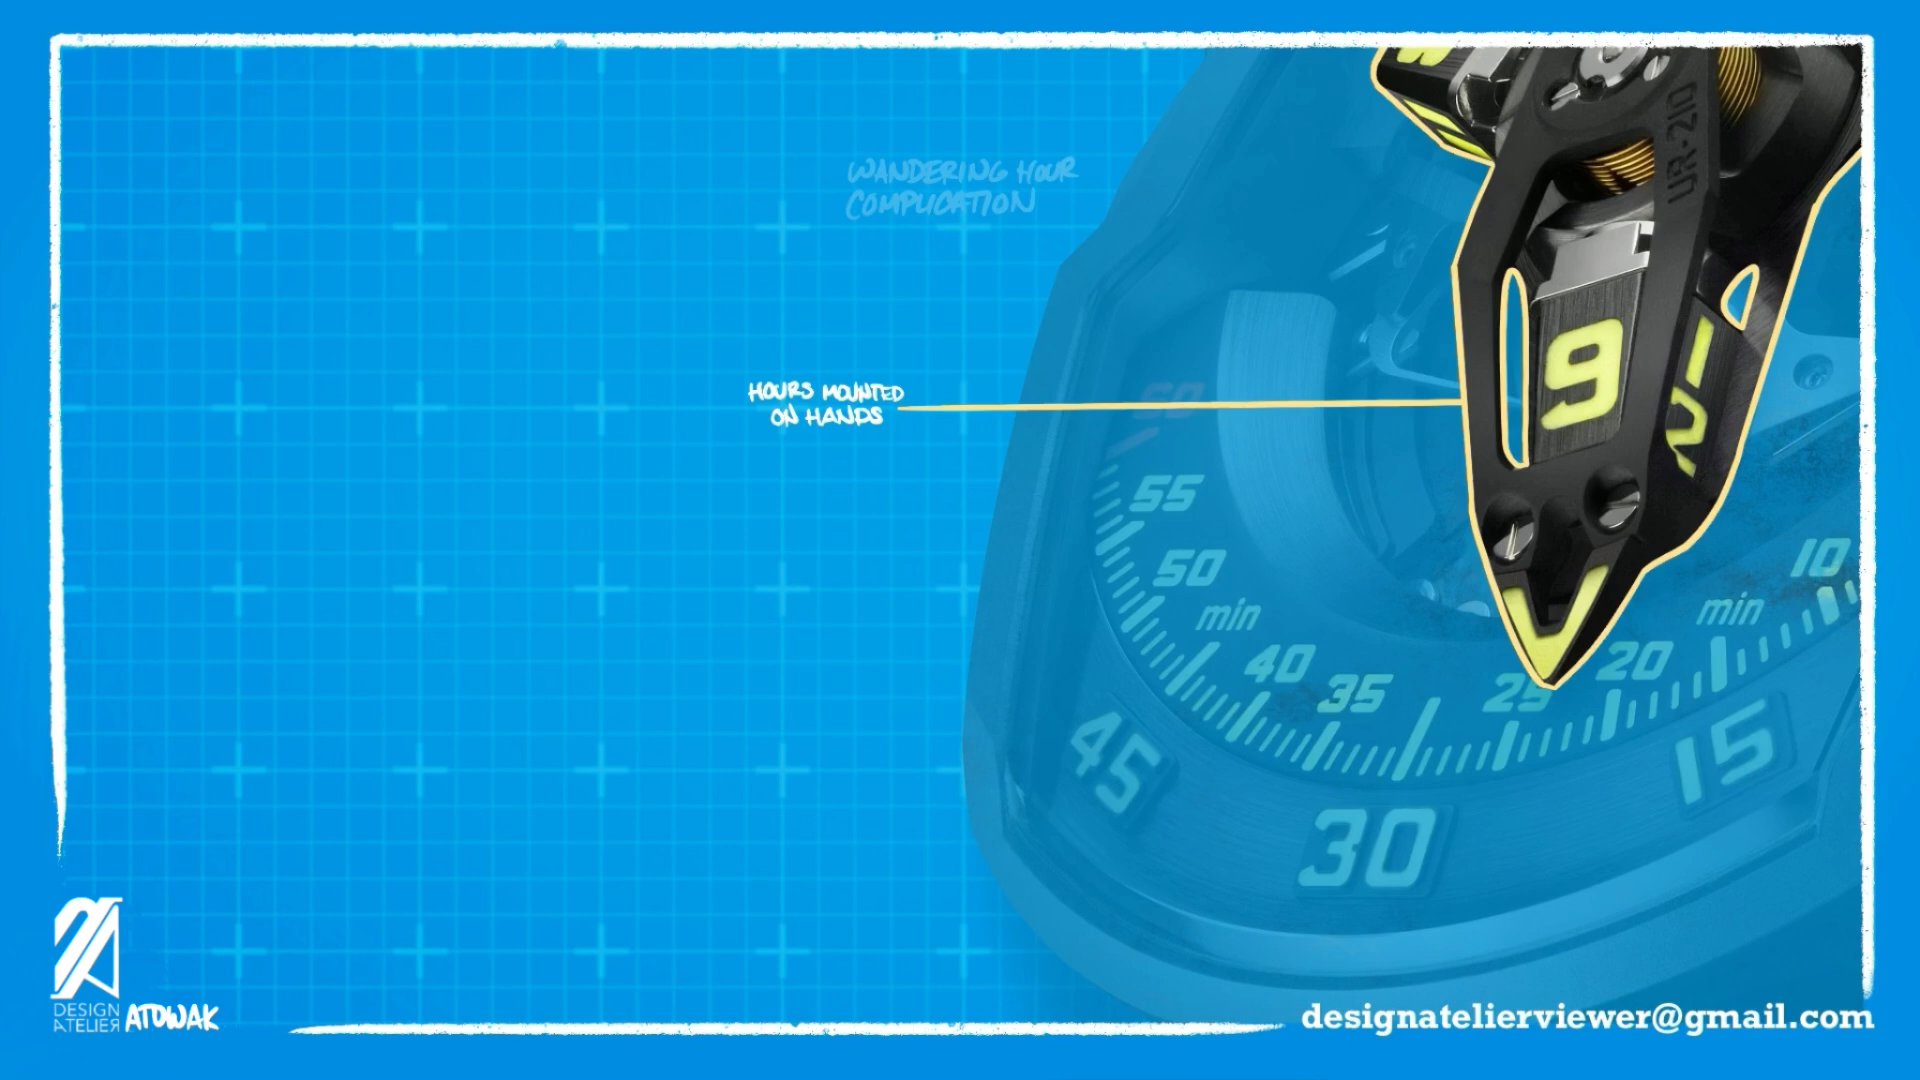 WANDERING HOUR
COMPLICATION
UR-210
HOURS MOUNTED
ON HANDS
9
60
55
50
min
40
35
25
20
min
10
45
30
15
DESIGN
ATELIER
ATOWAK
designatelierviewer@gmail.com